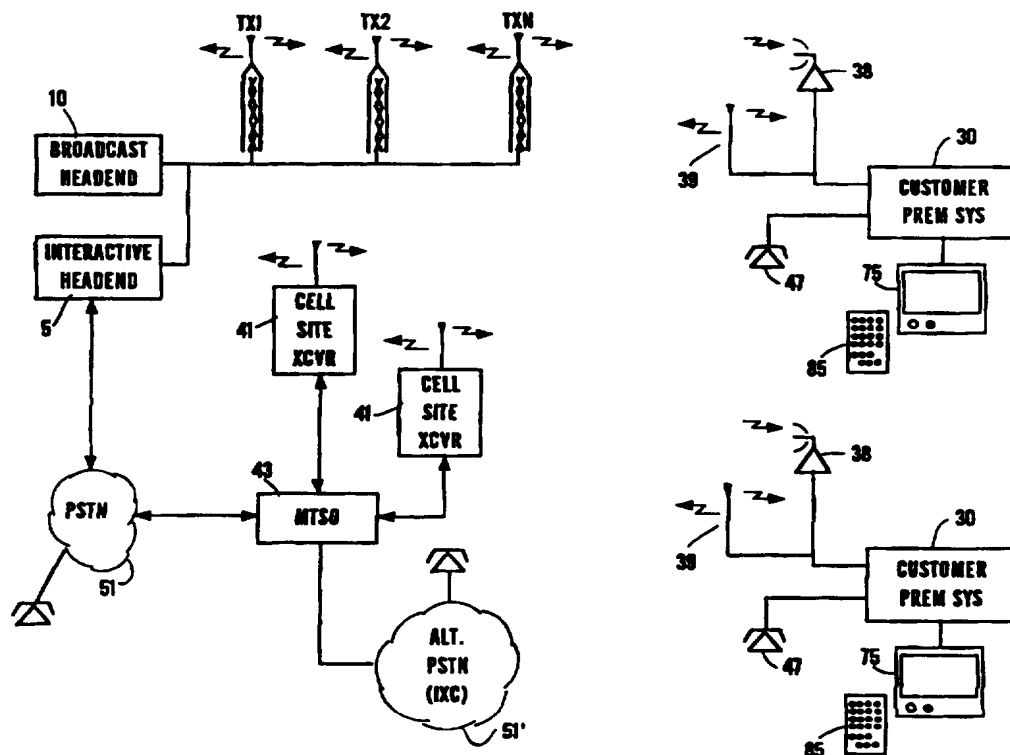 TX1
TX2
TXN
10
BROADCAST
HEADEND
INTERACTIVE
HEADEND
5
41
CELL
SITE
XCVR
41
CELL
SITE
XCVR
43
MTSO
PSTN
51
ALT.
PSTN
(IXC)
51'
38
39
30
CUSTOMER
PREM SYS
47
75
85
38
39
30
CUSTOMER
PREM SYS
47
75
85